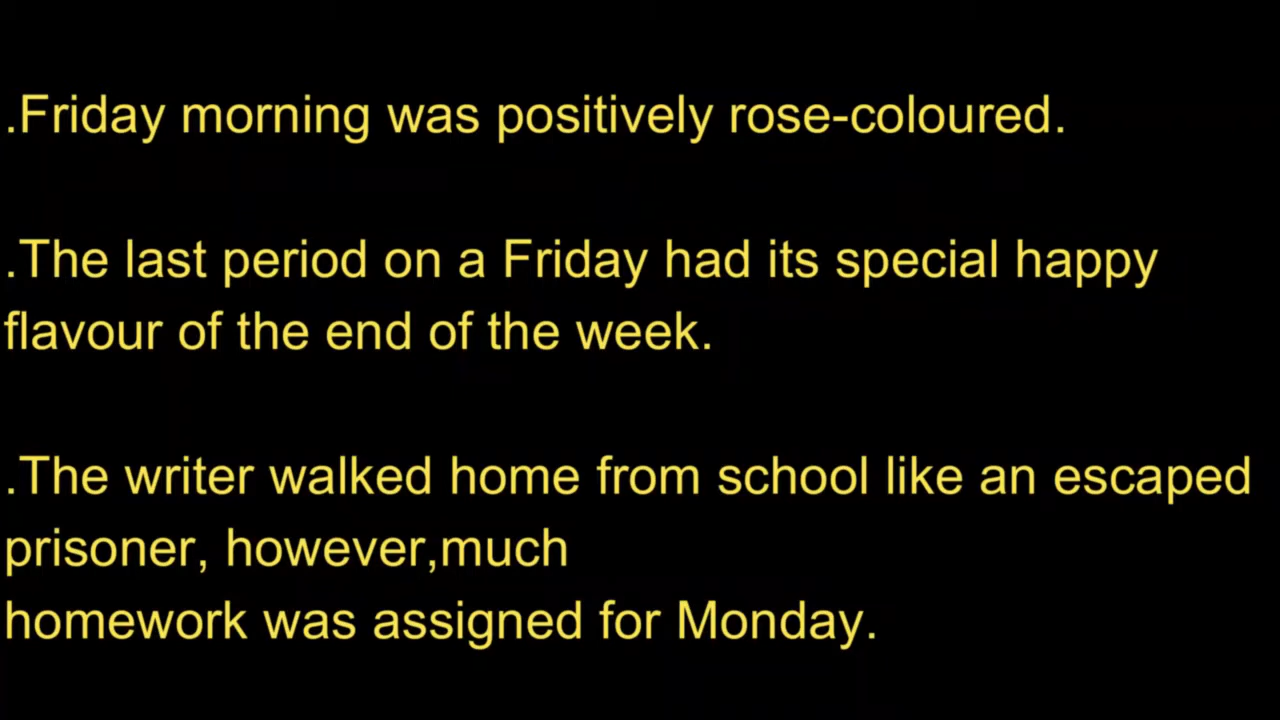 .Friday morning was positively rose-coloured.
.The last period on a Friday had its special happy
flavour of the end of the week.
.The writer walked home from school like an escaped
prisoner, however,much
homework was assigned for Monday.